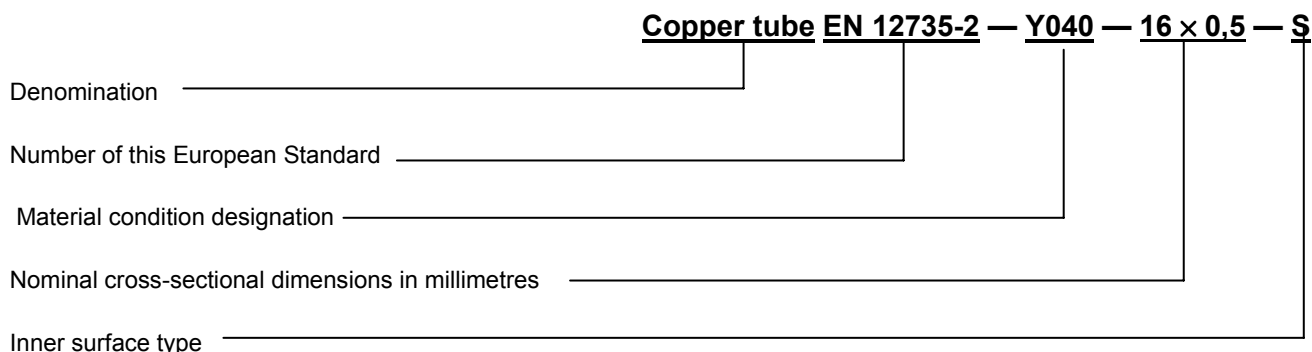 Copper tube EN 12735-2 — Y040 — 16 × 0,5 — S
Denomination
Number of this European Standard
Material condition designation
Nominal cross-sectional dimensions in millimetres
Inner surface type